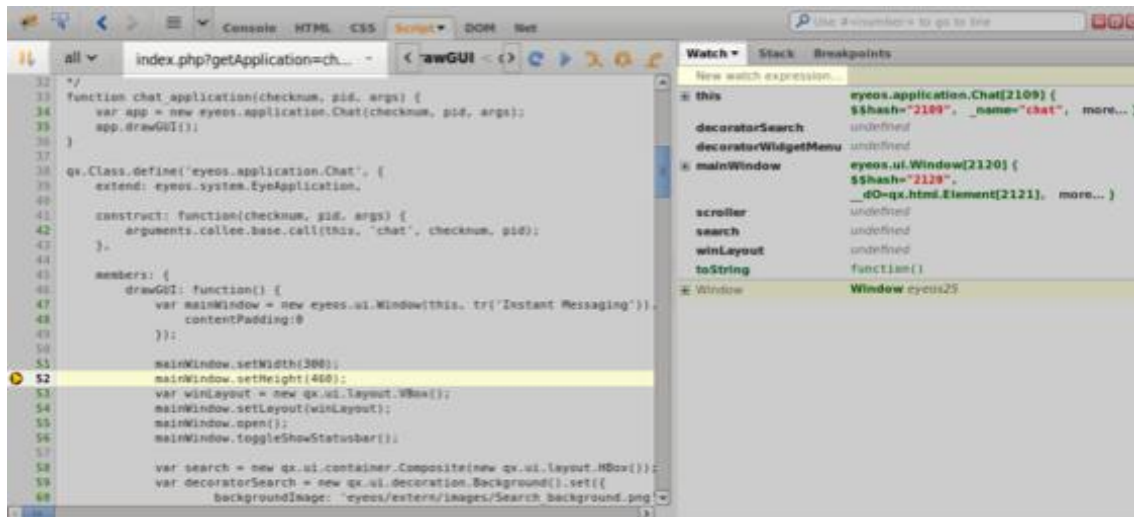 Console HTML CSS Script DOM Net
Use #<number> to go to line
all index.php?getApplication=ch... < rawGUI < <>
Watch Stack Breakpoints
New watch expression...
32 */
33 function chat_application(checknum, pid, args) {
34 var app = new eyeos.application.Chat(checknum, pid, args);
35 app.drawGUI();
36 }
37
38 qx.Class.define('eyeos.application.Chat', {
39 extend: eyeos.system.EyeApplication,
40
41 construct: function(checknum, pid, args) {
42 arguments.callee.base.call(this, 'chat', checknum, pid);
43 },
44
45 members: {
46 drawGUI: function() {
47 var mainWindow = new eyeos.ui.Window(this, tr('Instant Messaging')).
48 contentPadding:0
49 });
50
51 mainWindow.setWidth(300);
52 mainWindow.setHeight(460);
53 var winLayout = new qx.ui.layout.VBox();
54 mainWindow.setLayout(winLayout);
55 mainWindow.open();
56 mainWindow.toggleShowStatusbar();
57
58 var search = new qx.ui.container.Composite(new qx.ui.layout.HBox());
59 var decoratorSearch = new qx.ui.decoration.Background().set({
60 backgroundImage: 'eyeos/extern/images/Search_background.png'
this eyeos.application.Chat[2109] {
$$hash="2109", _name="chat", more... }
decoratorSearch undefined
decoratorWidgetMenu undefined
mainWindow eyeos.ui.Window[2120] {
$$hash="2120",
__dO=qx.html.Element[2121], more... }
scroller undefined
search undefined
winLayout undefined
toString function()
Window Window eyeos25